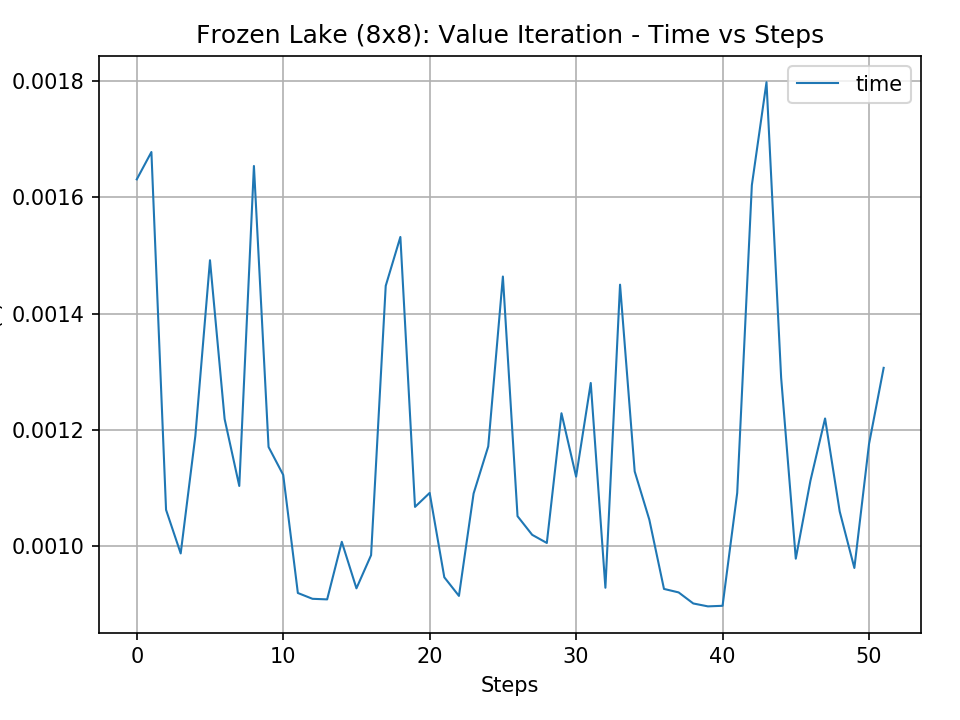 Frozen Lake (8x8): Value Iteration - Time vs Steps
time
0.0018
0.0016
0.0014
0.0012
0.0010
0 10 20 30 40 50
Steps